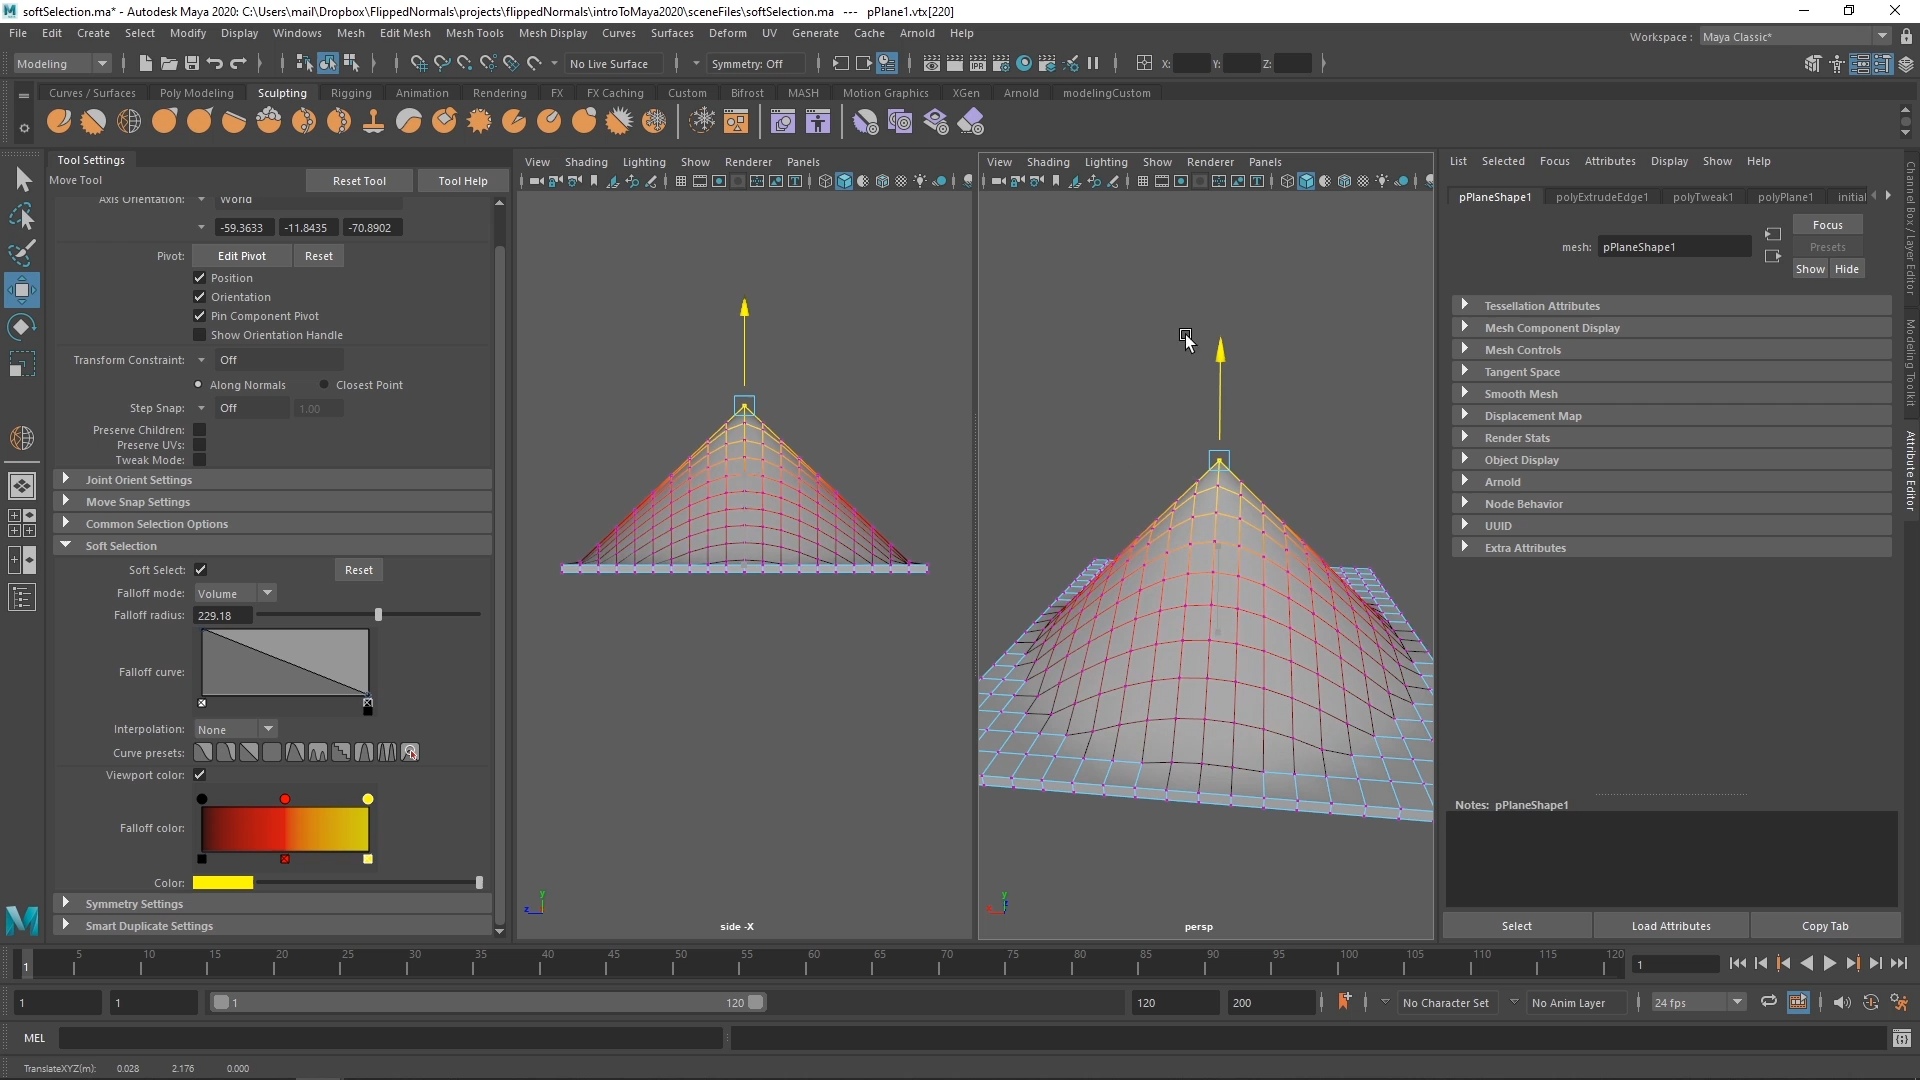 softSelection.ma* - Autodesk Maya 2020: C:\Users\mail\Dropbox\FlippedNormals\projects\flippedNormals\introToMaya2020\sceneFiles\softSelection.ma --- pPlane1.vtx[220]
File Edit Create Select Modify Display Windows Mesh Edit Mesh Mesh Tools Mesh Display Curves Surfaces Deform UV Generate Cache Arnold Help
Workspace : Maya Classic*
Modeling No Live Surface Symmetry: Off X: Y: Z:
Curves / Surfaces Poly Modeling Sculpting Rigging Animation Rendering FX FX Caching Custom Bifrost MASH Motion Graphics XGen Arnold modelingCustom
IPR
Tool Settings
Move Tool Reset Tool Tool Help
Axis Orientation: World
-59.3633 -11.8435 -70.8902
Pivot: Edit Pivot Reset
Position
Orientation
Pin Component Pivot
Show Orientation Handle
Transform Constraint: Off
Along Normals Closest Point
Step Snap: Off 1.00
Preserve Children:
Preserve UVs:
Tweak Mode:
Joint Orient Settings
Move Snap Settings
Common Selection Options
Soft Selection
Soft Select: Reset
Falloff mode: Volume
Falloff radius: 229.18
Falloff curve:
Interpolation: None
Curve presets:
Viewport color:
Falloff color:
Color:
Symmetry Settings
Smart Duplicate Settings
View Shading Lighting Show Renderer Panels
y
z
side -X
View Shading Lighting Show Renderer Panels
y
persp
List Selected Focus Attributes Display Show Help
pPlaneShape1 polyExtrudeEdge1 polyTweak1 polyPlane1 initial
mesh: pPlaneShape1
Focus
Presets
Show Hide
Tessellation Attributes
Mesh Component Display
Mesh Controls
Tangent Space
Smooth Mesh
Displacement Map
Render Stats
Object Display
Arnold
Node Behavior
UUID
Extra Attributes
Notes: pPlaneShape1
Select Load Attributes Copy Tab
Channel Box / Layer Editor
Modeling Toolkit
Attribute Editor
1 5 10 15 20 25 30 35 40 45 50 55 60 65 70 75 80 85 90 95 100 105 110 115 120 1
1 1 1 120 120 200 No Character Set No Anim Layer 24 fps
MEL
TranslateXYZ(m): 0.028 2.176 0.000